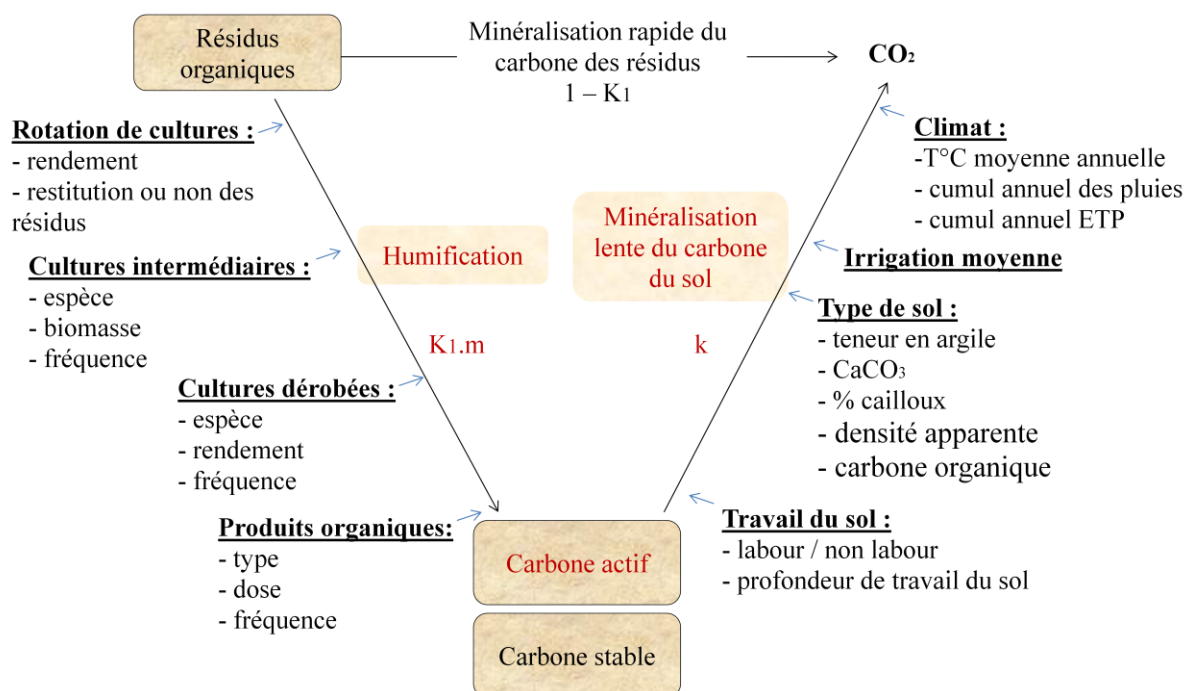 Résidus
organiques
Minéralisation rapide du
carbone des résidus
1 – K1
CO2
Rotation de cultures :
- rendement
- restitution ou non des
résidus
Cultures intermédiaires :
- espèce
- biomasse
- fréquence
Cultures dérobées :
- espèce
- rendement
- fréquence
Produits organiques:
- type
- dose
- fréquence
Humification
K1.m
Minéralisation
lente du carbone
du sol
k
Climat :
-T°C moyenne annuelle
- cumul annuel des pluies
- cumul annuel ETP
Irrigation moyenne
Type de sol :
- teneur en argile
- CaCO3
- % cailloux
- densité apparente
- carbone organique
Travail du sol :
- labour / non labour
- profondeur de travail du sol
Carbone actif
Carbone stable